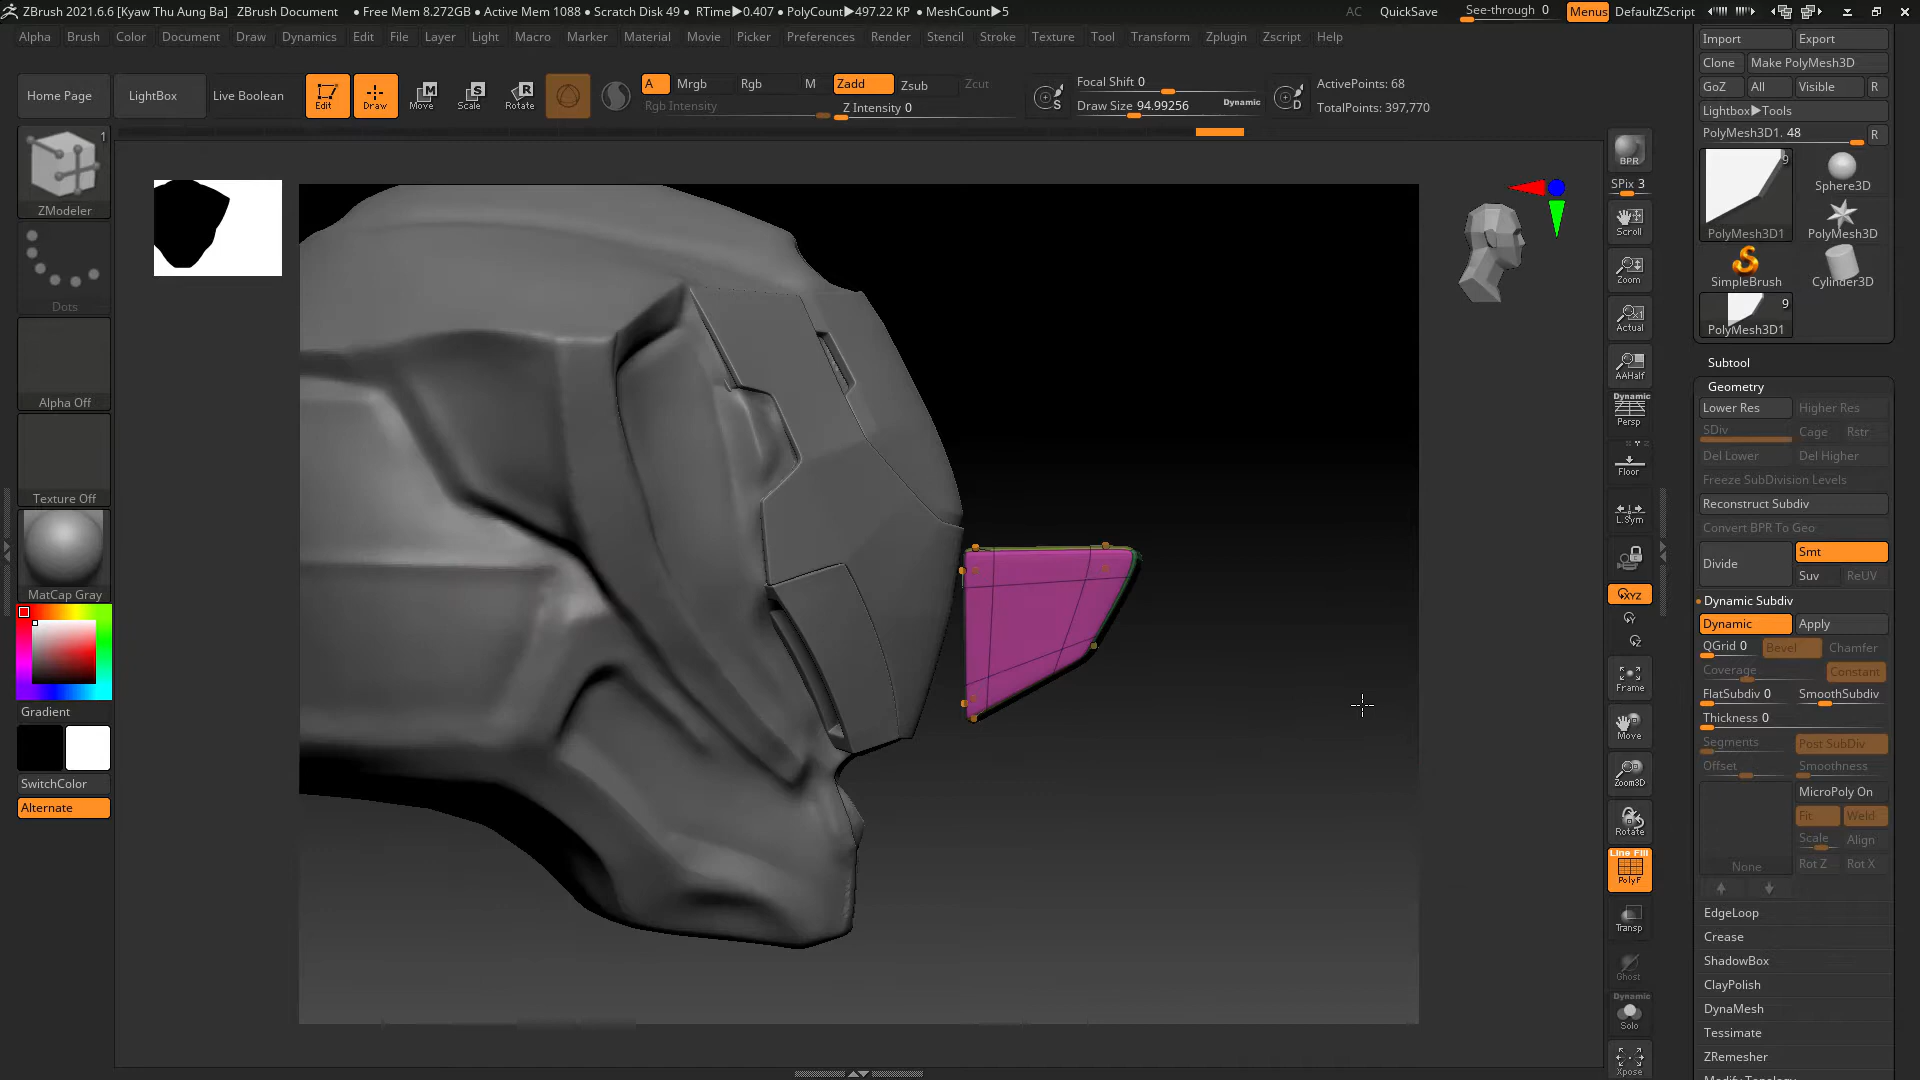 ZBrush 2021.6.6 [Kyaw Thu Aung Ba] ZBrush Document ● Free Mem 8.272GB ● Active Mem 1088 ● Scratch Disk 49 ● RTime▶0.407 ● PolyCount▶497.22 KP ● MeshCount▶5 AC QuickSave See-through 0 Menus DefaultZScript
Alpha Brush Color Document Draw Dynamics Edit File Layer Light Macro Marker Material Movie Picker Preferences Render Stencil Stroke Texture Tool Transform Zplugin Zscript Help
Home Page LightBox Live Boolean Edit Draw Move Scale Rotate
A Mrgb Rgb M Zadd Zsub Zcut
Rgb Intensity Z Intensity 0
Focal Shift 0
Draw Size 94.99256 Dynamic
ActivePoints: 68
TotalPoints: 397,770
1
ZModeler
Dots
Alpha Off
Texture Off
MatCap Gray
Gradient
SwitchColor
Alternate
BPR
SPix 3
Scroll
Zoom
Actual
AAHalf
Dynamic
Persp
Floor
L.Sym
XYZ
Frame
Move
Zoom3D
Rotate
Line Fill
PolyF
Transp
Ghost
Dynamic
Solo
Xpose
Import Export
Clone Make PolyMesh3D
GoZ All Visible R
Lightbox▶Tools
PolyMesh3D1. 48 R
9
PolyMesh3D1
Sphere3D
PolyMesh3D
SimpleBrush
Cylinder3D
9
PolyMesh3D1
Subtool
Geometry
Lower Res Higher Res
SDiv Cage Rstr
Del Lower Del Higher
Freeze SubDivision Levels
Reconstruct Subdiv
Convert BPR To Geo
Divide Smt
Suv ReUV
Dynamic Subdiv
Dynamic Apply
QGrid 0 Bevel Chamfer
Coverage Constant
FlatSubdiv 0 SmoothSubdiv
Thickness 0
Segments Post SubDiv
Offset Smoothness
MicroPoly On
Fit Weld
Scale Align
None Rot Z Rot X
EdgeLoop
Crease
ShadowBox
ClayPolish
DynaMesh
Tessimate
ZRemesher